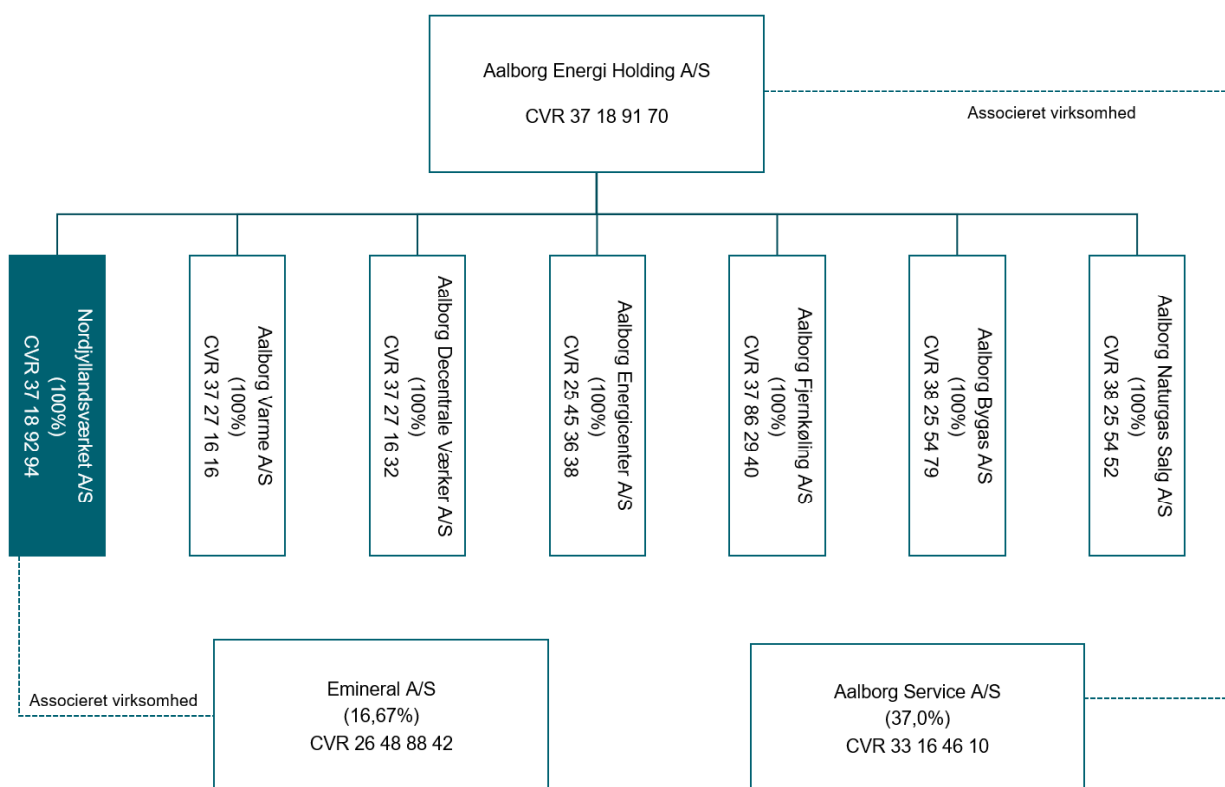 Aalborg Energi Holding A/S
CVR 37 18 91 70
Associeret virksomhed
Nordjyllandsværket A/S
(100%)
CVR 37 18 92 94
Aalborg Varme A/S
(100%)
CVR 37 27 16 16
Aalborg Decentrale Værker A/S
(100%)
CVR 37 27 16 32
Aalborg Energicenter A/S
(100%)
CVR 25 45 36 38
Aalborg Fjernkøling A/S
(100%)
CVR 37 86 29 40
Aalborg Bygas A/S
(100%)
CVR 38 25 54 79
Aalborg Naturgas Salg A/S
(100%)
CVR 38 25 54 52
Associeret virksomhed
Emineral A/S
(16,67%)
CVR 26 48 88 42
Aalborg Service A/S
(37,0%)
CVR 33 16 46 10